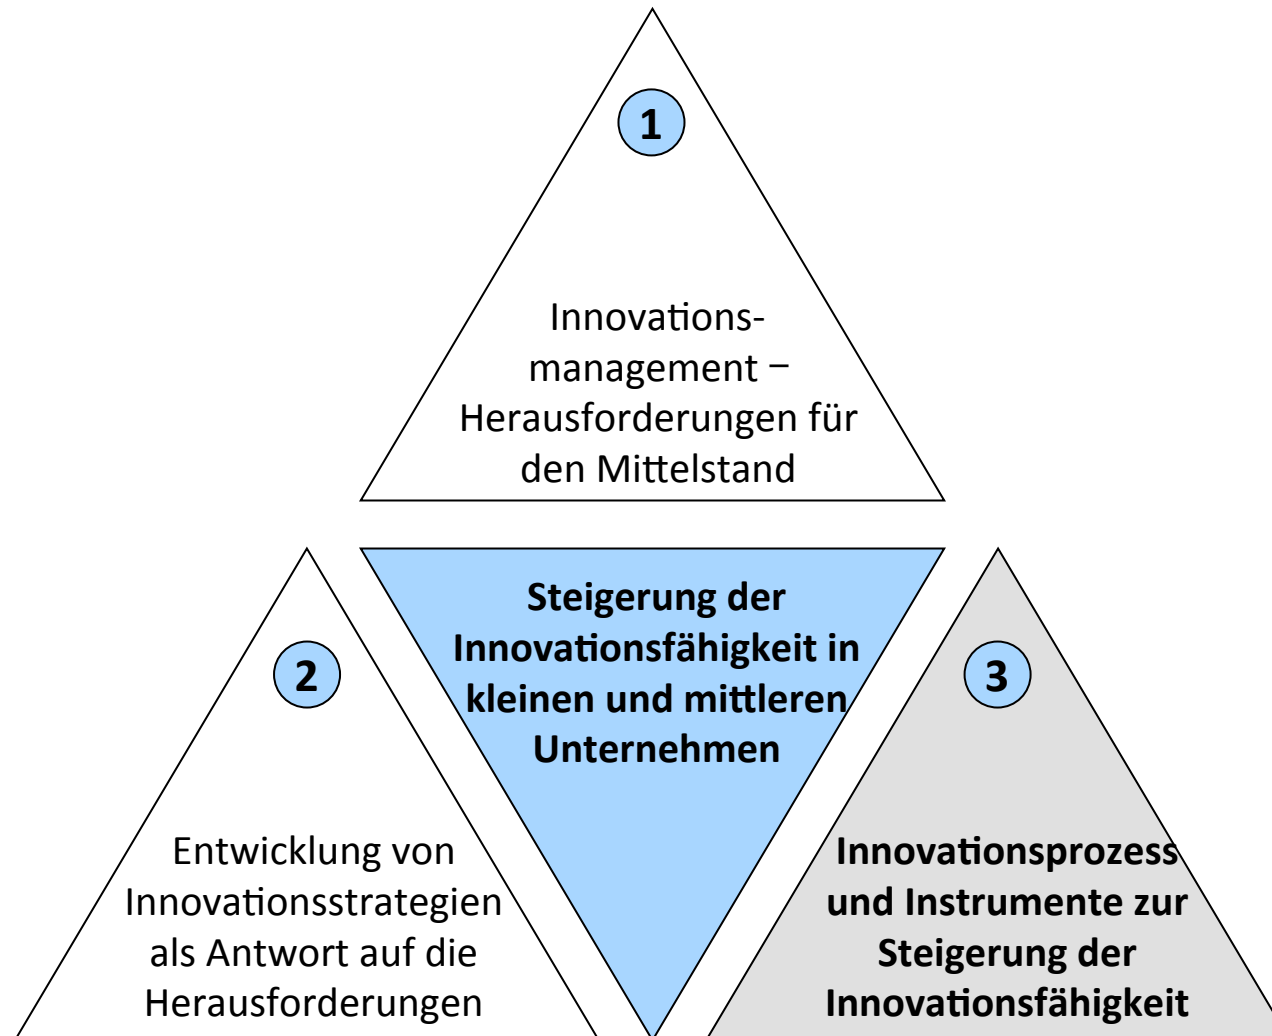 1
Innovations-
management –
Herausforderungen für
den Mittelstand
Steigerung der
Innovationsfähigkeit in
kleinen und mittleren
Unternehmen
2
Entwicklung von
Innovationsstrategien
als Antwort auf die
Herausforderungen
3
Innovationsprozess
und Instrumente zur
Steigerung der
Innovationsfähigkeit